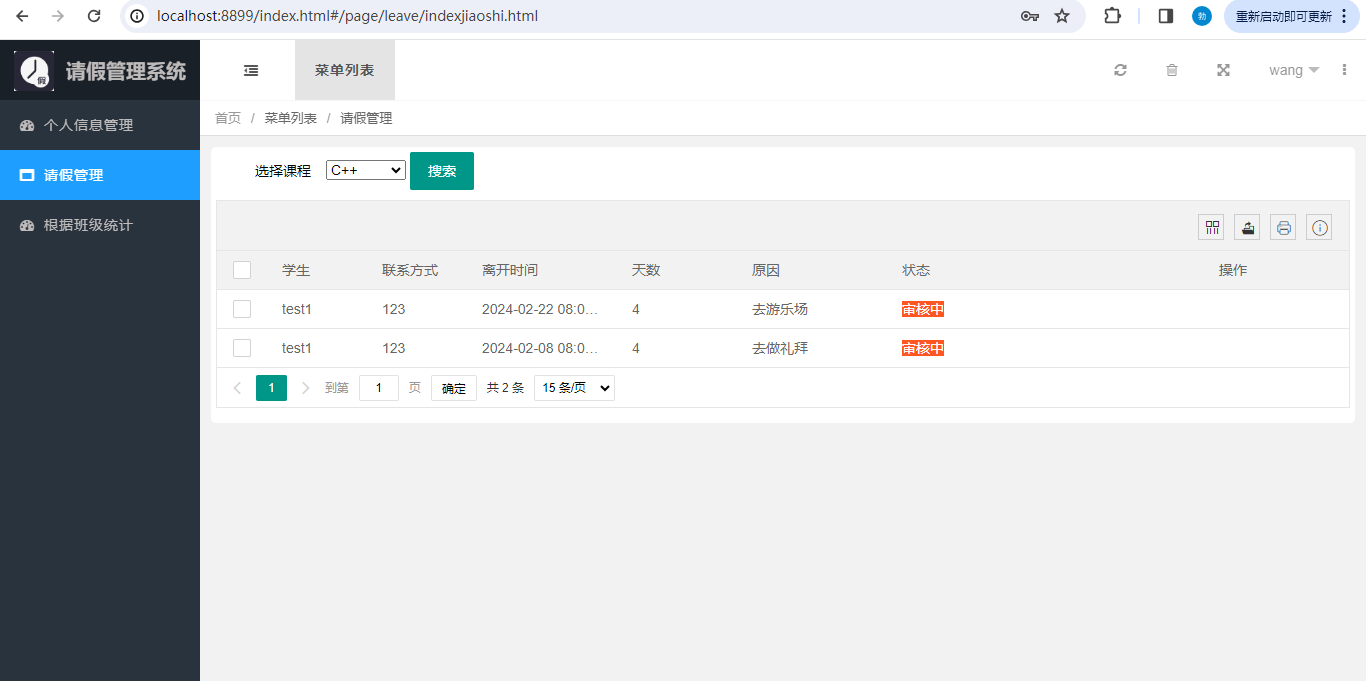 localhost:8899/index.html#/page/leave/indexjiaoshi.html
勃
重新启动即可更新
假
请假管理系统
菜单列表
wang
个人信息管理
请假管理
根据班级统计
首页 / 菜单列表 / 请假管理
选择课程 C++ 搜索
学生 联系方式 离开时间 天数 原因 状态 操作
test1 123 2024-02-22 08:0... 4 去游乐场 审核中
test1 123 2024-02-08 08:0... 4 去做礼拜 审核中
1 到第 1 页 确定 共 2 条 15 条/页